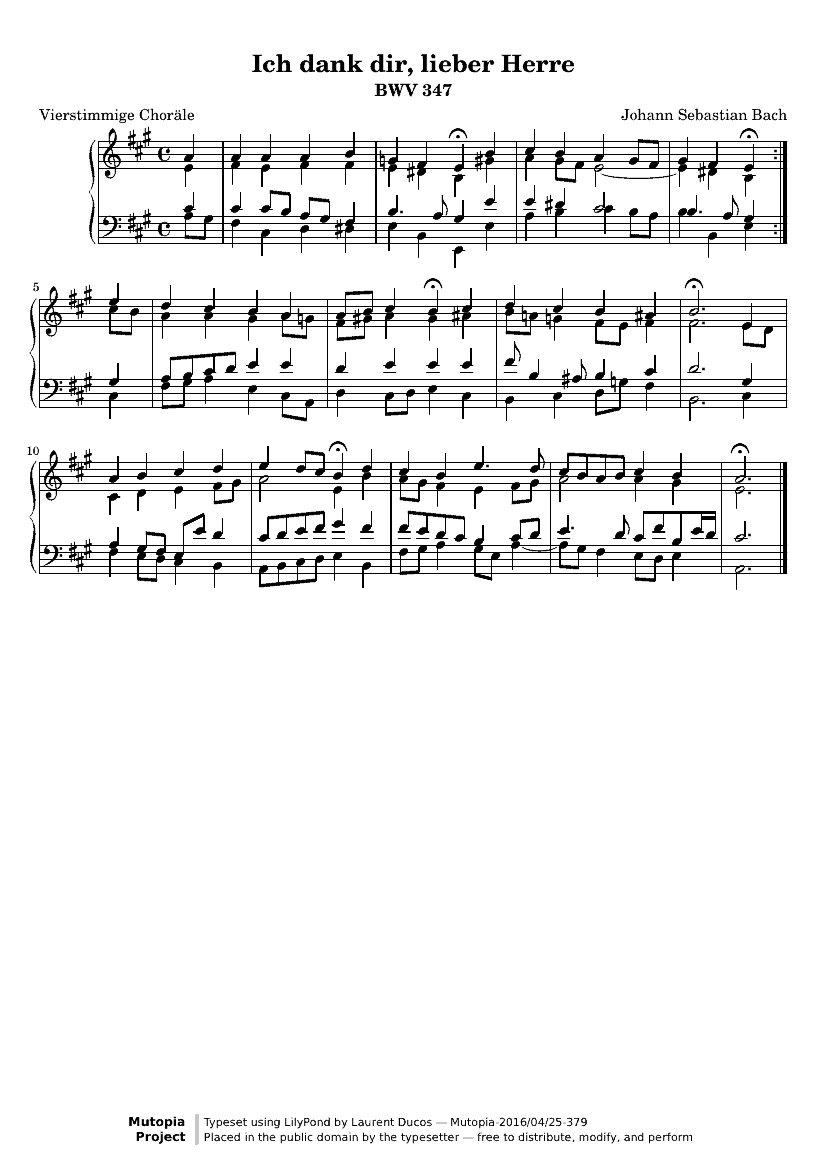 Ich dank dir, lieber Herre
BWV 347
Vierstimmige Choräle
Johann Sebastian Bach
5
10
Mutopia Project
Typeset using LilyPond by Laurent Ducos — Mutopia-2016/04/25-379
Placed in the public domain by the typesetter — free to distribute, modify, and perform